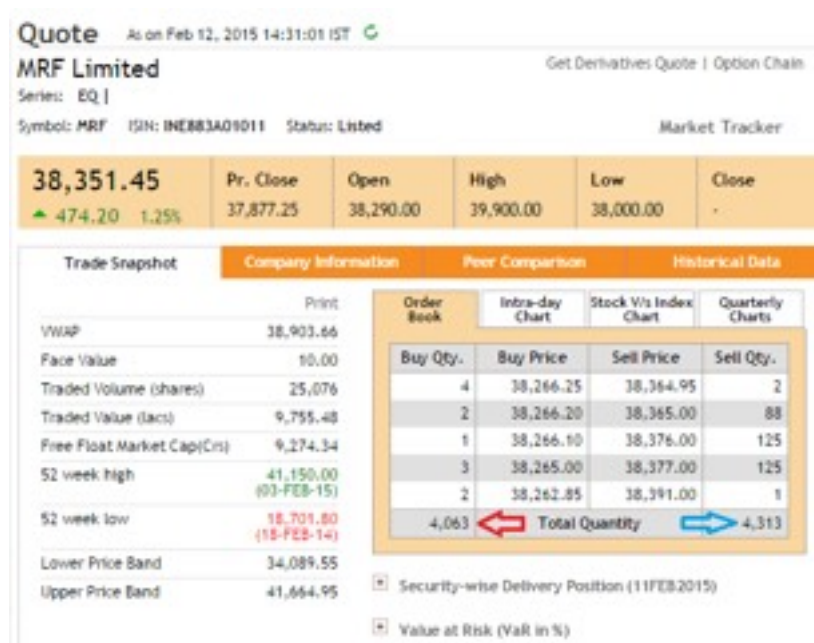 Quote As on Feb 12, 2015 14:31:01 IST
MRF Limited
Get Derivatives Quote | Option Chain
Series: EQ |
Symbol: MRF ISIN: INE883A01011 Status: Listed
Market Tracker
38,351.45 Pr. Close Open High Low Close
474.20 1.25% 37,877.25 38,290.00 39,900.00 38,000.00 -
Trade Snapshot Company Information Peer Comparison Historical Data
Print
VWAP 38,903.66
Face Value 10.00
Traded Volume (shares) 25,076
Traded Value (lacs) 9,755.48
Free Float Market Cap(Crs) 9,274.34
52 week high 41,150.00
(03-FEB-15)
52 week low 18,701.80
(18-FEB-14)
Lower Price Band 34,089.55
Upper Price Band 41,664.95
Order Book Intra-day Chart Stock V/s Index Chart Quarterly Charts
Buy Qty. Buy Price Sell Price Sell Qty.
4 38,266.25 38,364.95 2
2 38,266.20 38,365.00 88
1 38,266.10 38,376.00 125
3 38,265.00 38,377.00 125
2 38,262.85 38,391.00 1
4,063 Total Quantity 4,313
Security-wise Delivery Position (11FEB2015)
Value at Risk (VaR in %)